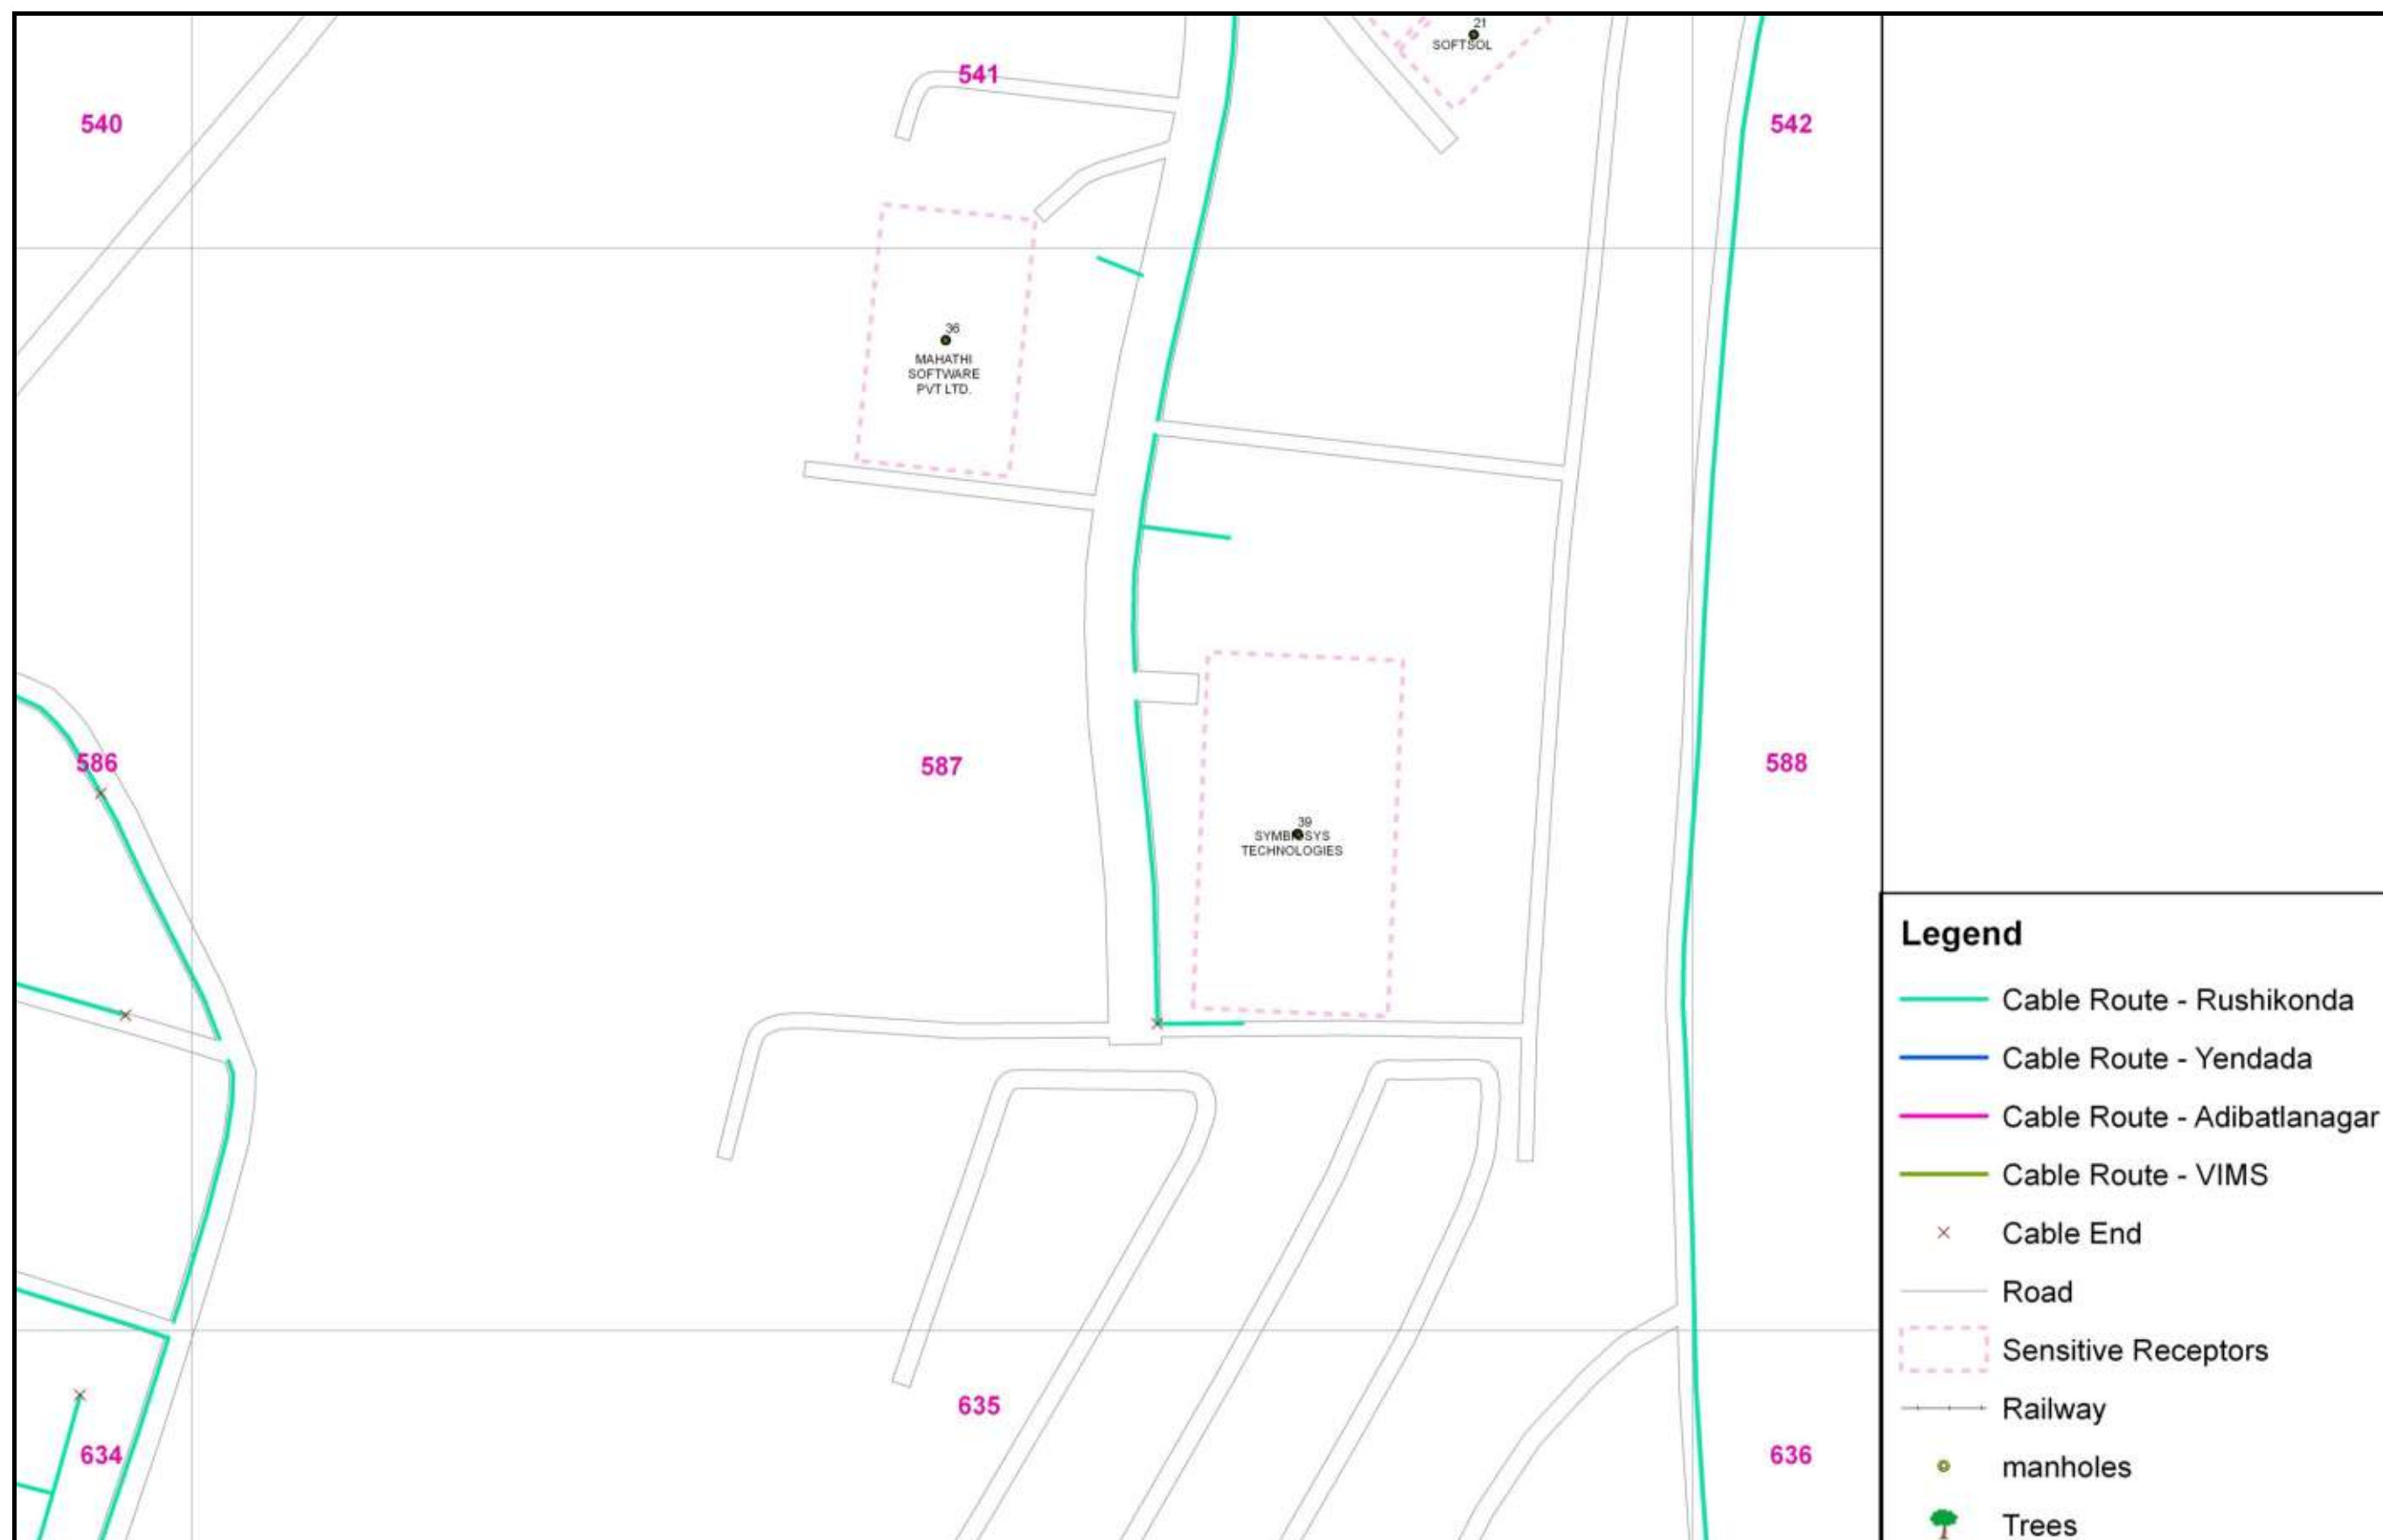 21
SOFTSOL
541
540
542
36
MAHATHI
SOFTWARE
PVT LTD.
586
587
588
39
SYMBIOSYS
TECHNOLOGIES
635
634
636
Legend
Cable Route - Rushikonda
Cable Route - Yendada
Cable Route - Adibatlanagar
Cable Route - VIMS
Cable End
Road
Sensitive Receptors
Railway
manholes
Trees